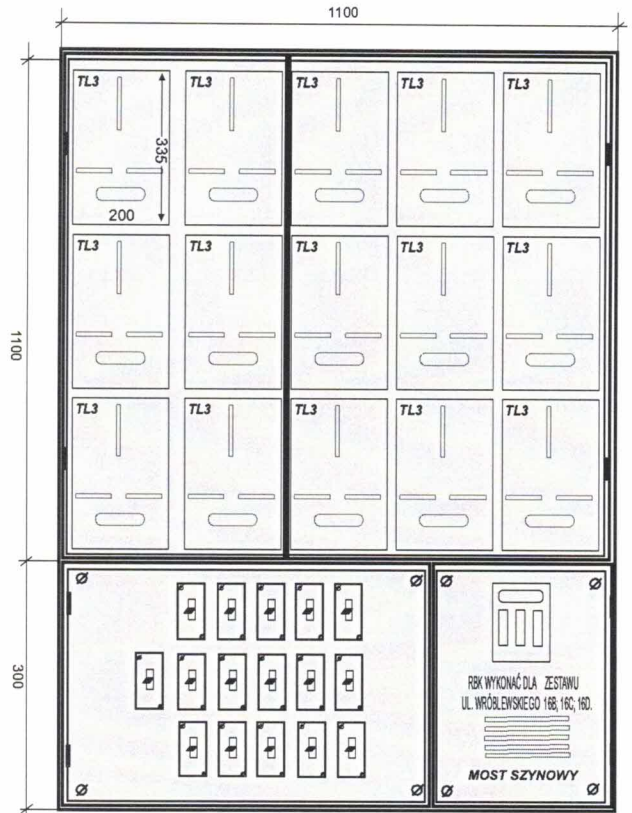 1100
TL3 TL3 TL3 TL3 TL3
335
200
1100
TL3 TL3 TL3 TL3 TL3
TL3 TL3 TL3 TL3 TL3
300
RBK WYKONAĆ DLA ZESTAWU
UL. WRÓBLEWSKIEGO 16B; 16C; 16D.
MOST SZYNOWY